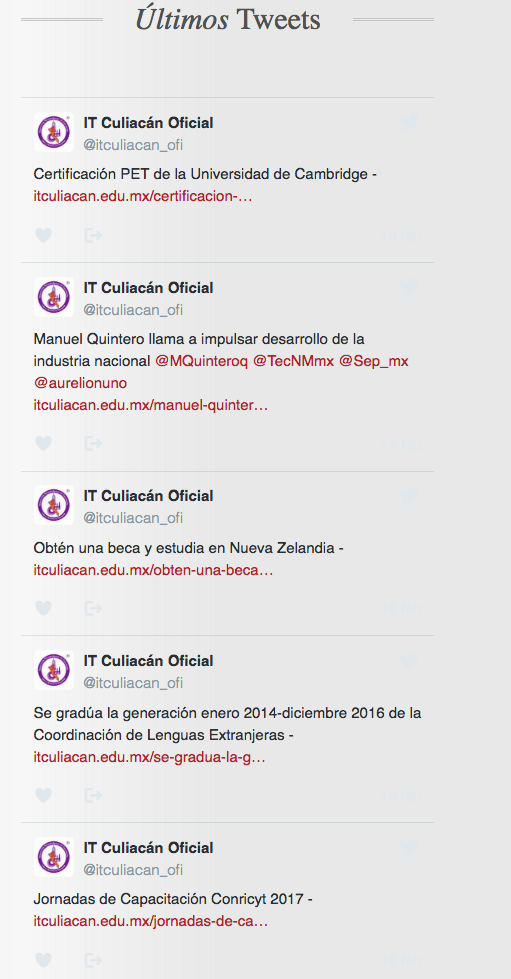 Últimos Tweets
IT Culiacán Oficial
@itculiacan_ofi
Certificación PET de la Universidad de Cambridge -
itculiacan.edu.mx/certificacion-…
IT Culiacán Oficial
@itculiacan_ofi
Manuel Quintero llama a impulsar desarrollo de la
industria nacional @MQuinteroq @TecNMmx @Sep_mx
@aurelionuno
itculiacan.edu.mx/manuel-quinter…
IT Culiacán Oficial
@itculiacan_ofi
Obtén una beca y estudia en Nueva Zelandia -
itculiacan.edu.mx/obten-una-beca…
IT Culiacán Oficial
@itculiacan_ofi
Se gradúa la generación enero 2014-diciembre 2016 de la
Coordinación de Lenguas Extranjeras -
itculiacan.edu.mx/se-gradua-la-g…
IT Culiacán Oficial
@itculiacan_ofi
Jornadas de Capacitación Conricyt 2017 -
itculiacan.edu.mx/jornadas-de-ca…